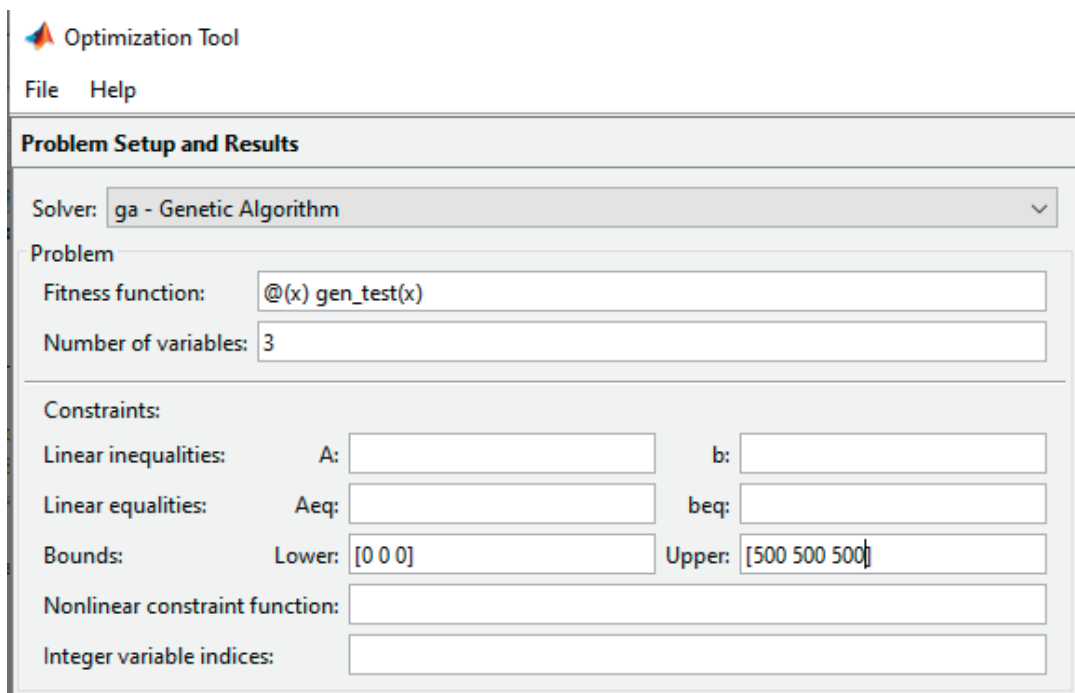 Optimization Tool
File Help
Problem Setup and Results
Solver: ga - Genetic Algorithm
Problem
Fitness function: @(x) gen_test(x)
Number of variables: 3
Constraints:
Linear inequalities: A: b:
Linear equalities: Aeq: beq:
Bounds: Lower: [0 0 0] Upper: [500 500 500]
Nonlinear constraint function:
Integer variable indices: